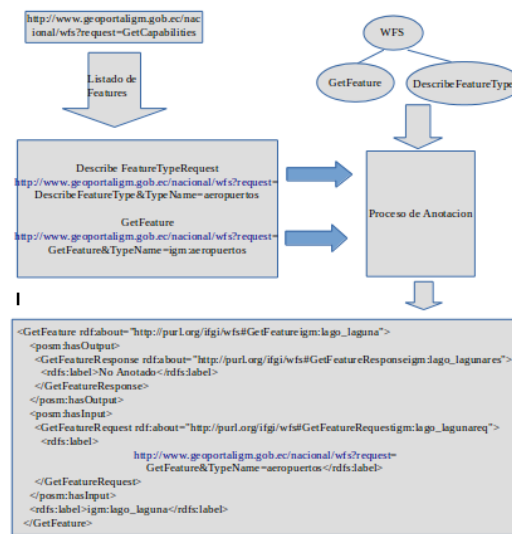 http://www.geoportaligm.gob.ec/nac
ional/wfs?request=GetCapabilities
WFS
GetFeature
DescribeFeatureType
Listado de
Features
Describe FeatureTypeRequest
http://www.geoportaligm.gob.ec/nacional/wfs?request=
DescribeFeatureType&TypeName=aeropuertos
GetFeature
http://www.geoportaligm.gob.ec/nacional/wfs?request=
GetFeature&TypeName=igm:aeropuertos
Proceso de Anotacion
<GetFeature rdf:about="http://purl.org/ifgi/wfs#GetFeatureigm:lago_laguna">
<posm:hasOutput>
<GetFeatureResponse rdf:about="http://purl.org/ifgi/wfs#GetFeatureResponseigm:lago_lagunares">
<rdfs:label>No Anotado</rdfs:label>
</GetFeatureResponse>
</posm:hasOutput>
<posm:hasInput>
<GetFeatureRequest rdf:about="http://purl.org/ifgi/wfs#GetFeatureRequestigm:lago_lagunareq">
<rdfs:label>
http://www.geoportaligm.gob.ec/nacional/wfs?request=
GetFeature&TypeName=aeropuertos</rdfs:label>
</GetFeatureRequest>
</posm:hasInput>
<rdfs:label>igm:lago_laguna</rdfs:label>
</GetFeature>